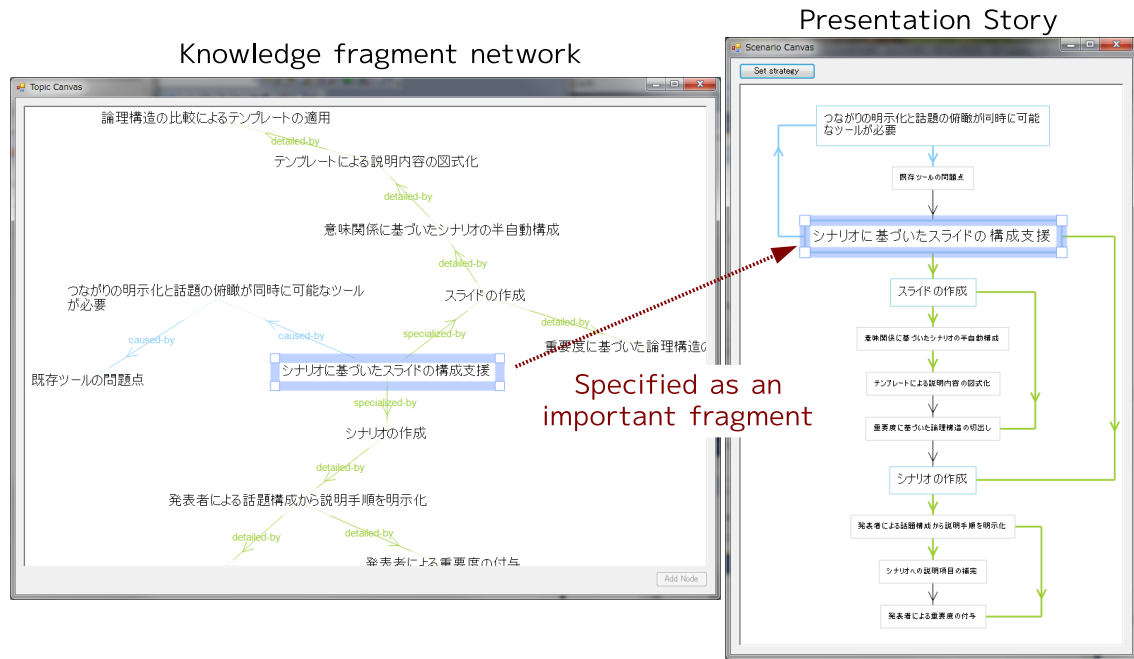 Knowledge fragment network
Topic Canvas
論理構造の比較によるテンプレートの適用
detailed-by
テンプレートによる説明内容の図式化
detailed-by
意味関係に基づいたシナリオの半自動構成
detailed-by
つながりの明示化と話題の俯瞰が同時に可能なツール
が必要
スライドの作成
caused-by
caused-by
specialized-by
detailed-by
重要度に基づいた論理構造の
既存ツールの問題点
シナリオに基づいたスライドの構成支援
specialized-by
シナリオの作成
detailed-by
発表者による話題構成から説明手順を明示化
detailed-by
detailed-by
発表者による重要度の付与
Add Node
Specified as an
important fragment
Presentation Story
Scenario Canvas
Set strategy
つながりの明示化と話題の俯瞰が同時に可能
なツールが必要
既存ツールの問題点
シナリオに基づいたスライドの構成支援
スライドの作成
意味関係に基づいたシナリオの半自動構成
テンプレートによる説明内容の図式化
重要度に基づいた論理構造の切出し
シナリオの作成
発表者による話題構成から説明手順を明示化
シナリオへの説明項目の補完
発表者による重要度の付与